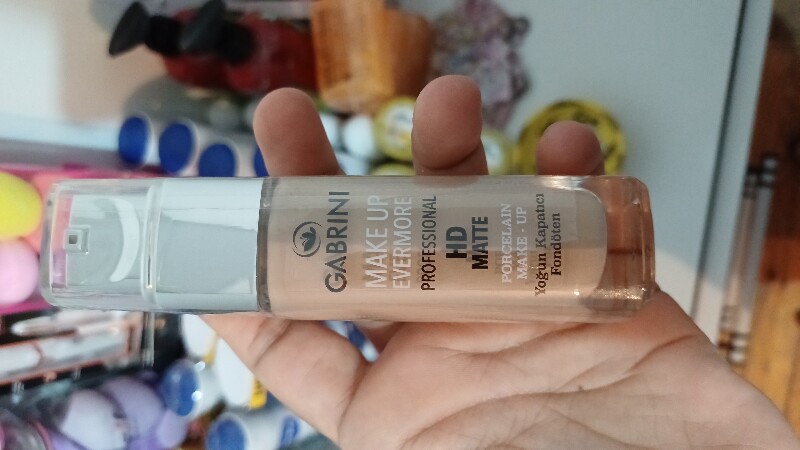 GABRINI
MAKE UP
EVERMORE
PROFESSIONAL
HD
MATTE
PORCELAIN
MAKE - UP
Yoğun Kapatıcı
Fondöten